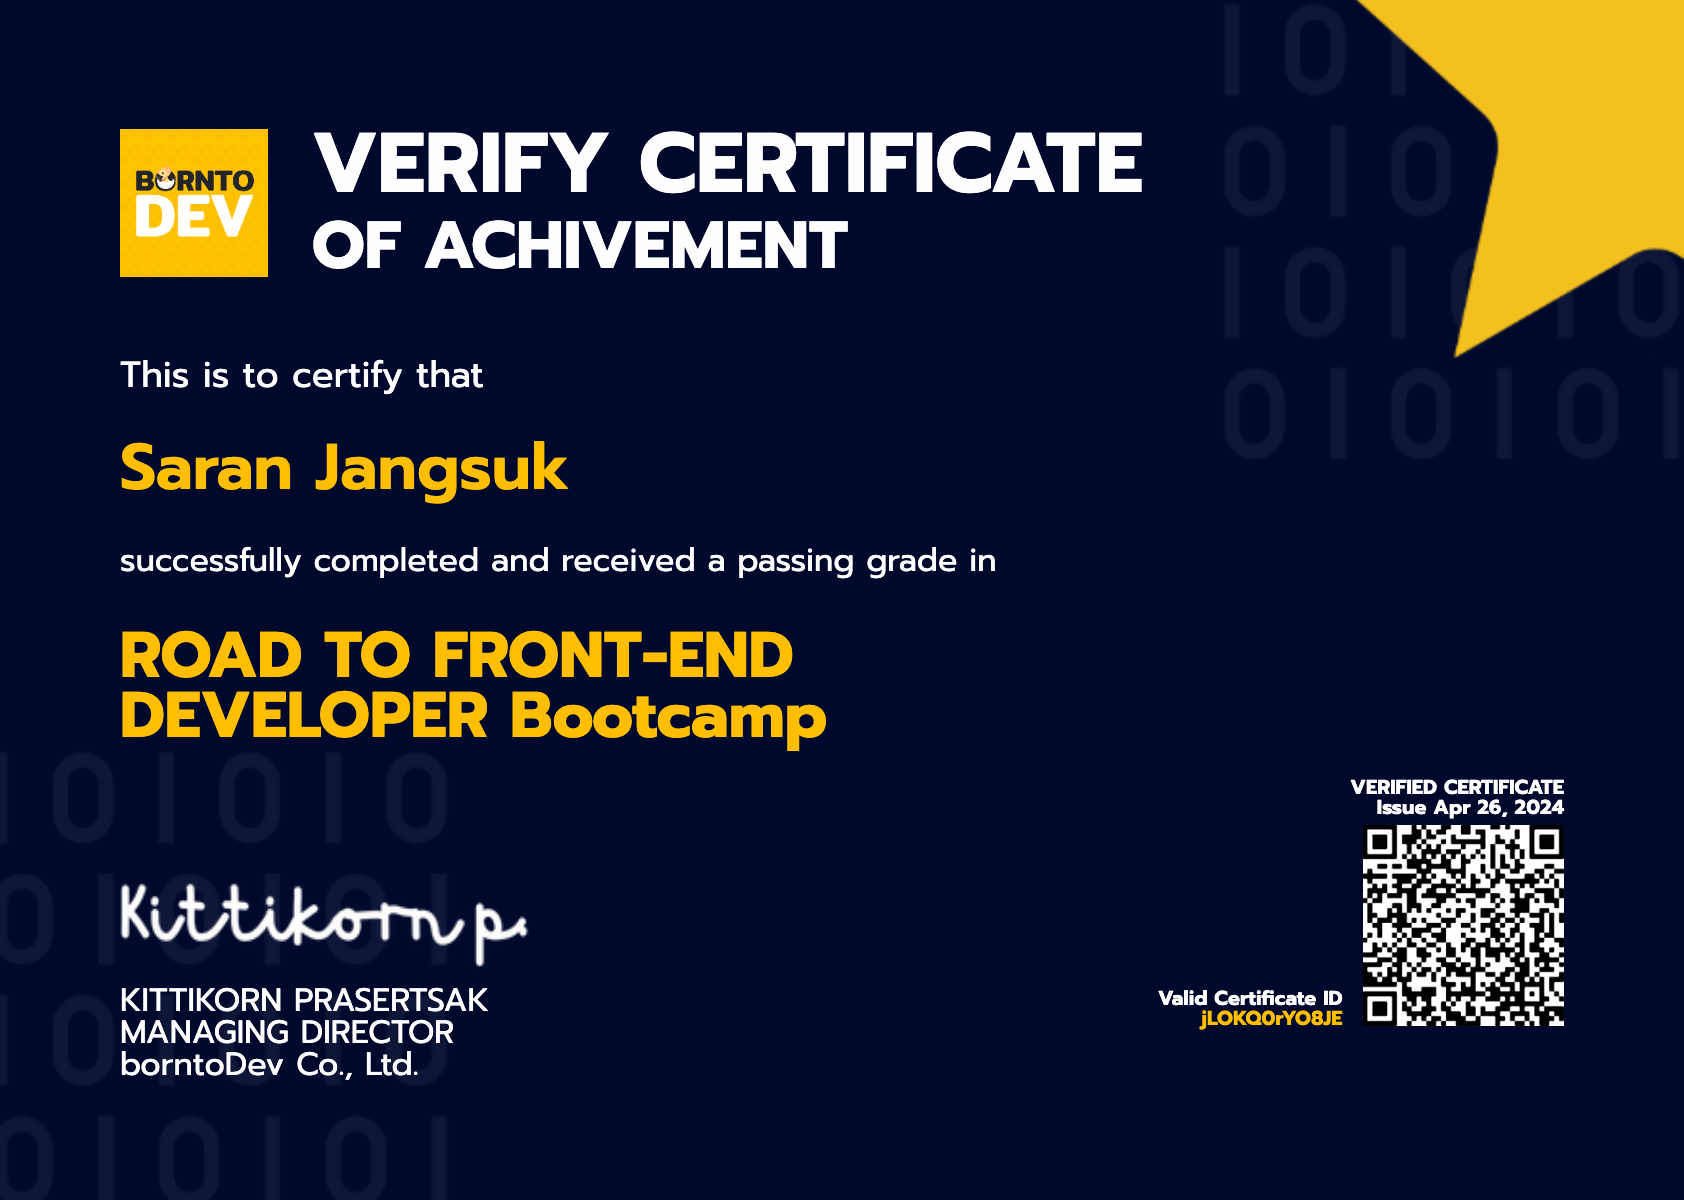 BORNTO
DEV
VERIFY CERTIFICATE
OF ACHIVEMENT
This is to certify that
Saran Jangsuk
successfully completed and received a passing grade in
ROAD TO FRONT-END
DEVELOPER Bootcamp
Kittikorn p.
KITTIKORN PRASERTSAK
MANAGING DIRECTOR
borntoDev Co., Ltd.
VERIFIED CERTIFICATE
Issue Apr 26, 2024
Valid Certificate ID
jLOKQ0rYO8JE